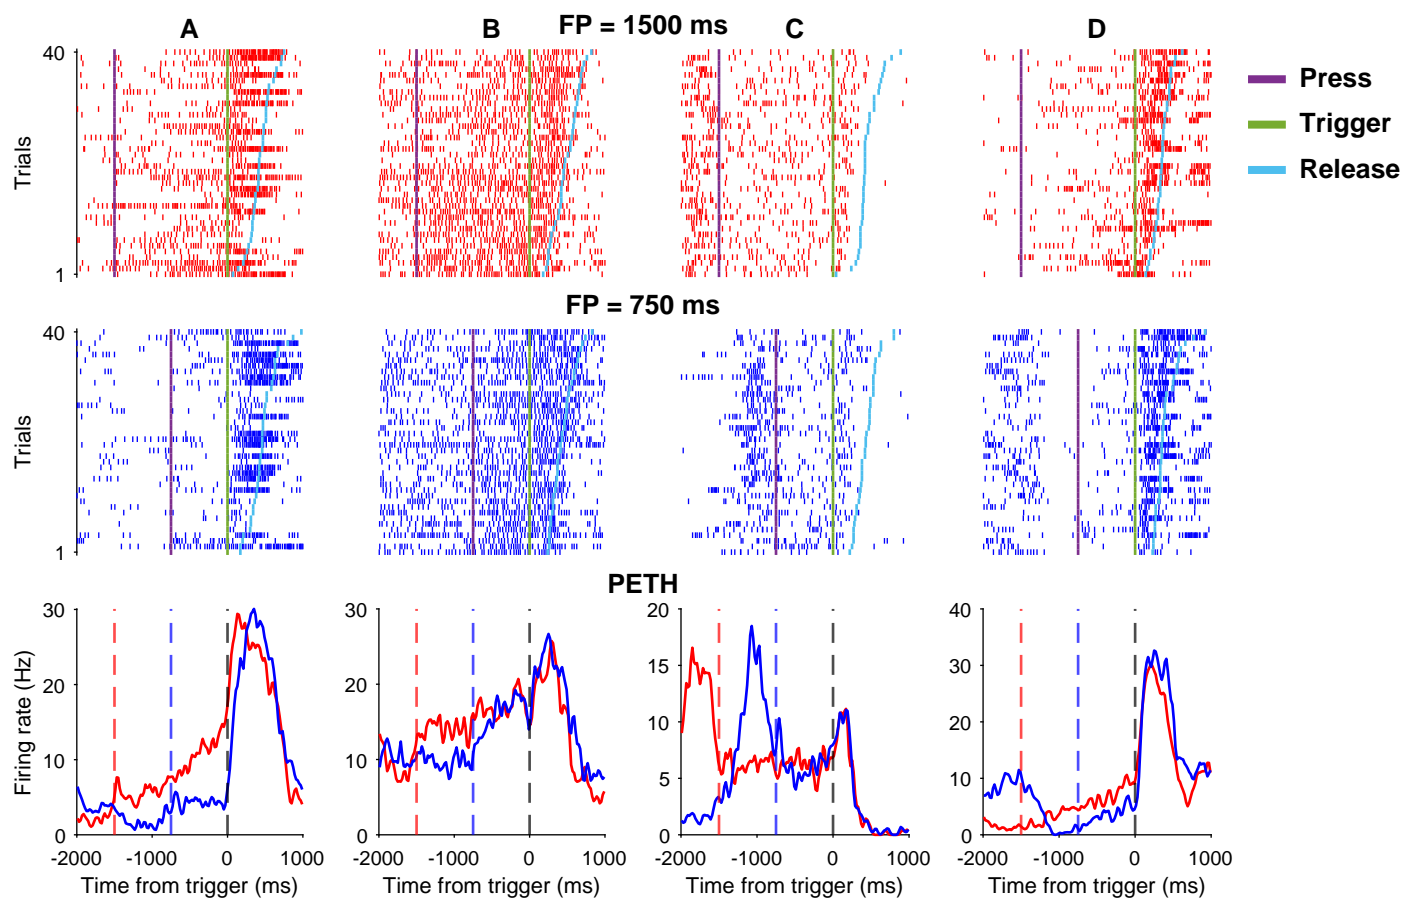 A B FP = 1500 ms C D
40
Trials
1
Press
Trigger
Release
FP = 750 ms
40
Trials
1
PETH
30 30 20 40
20 20 15 30
10 10 10 20
5 10
0 0 0 0
Firing rate (Hz)
-2000 -1000 0 1000 -2000 -1000 0 1000 -2000 -1000 0 1000 -2000 -1000 0 1000
Time from trigger (ms) Time from trigger (ms) Time from trigger (ms) Time from trigger (ms)